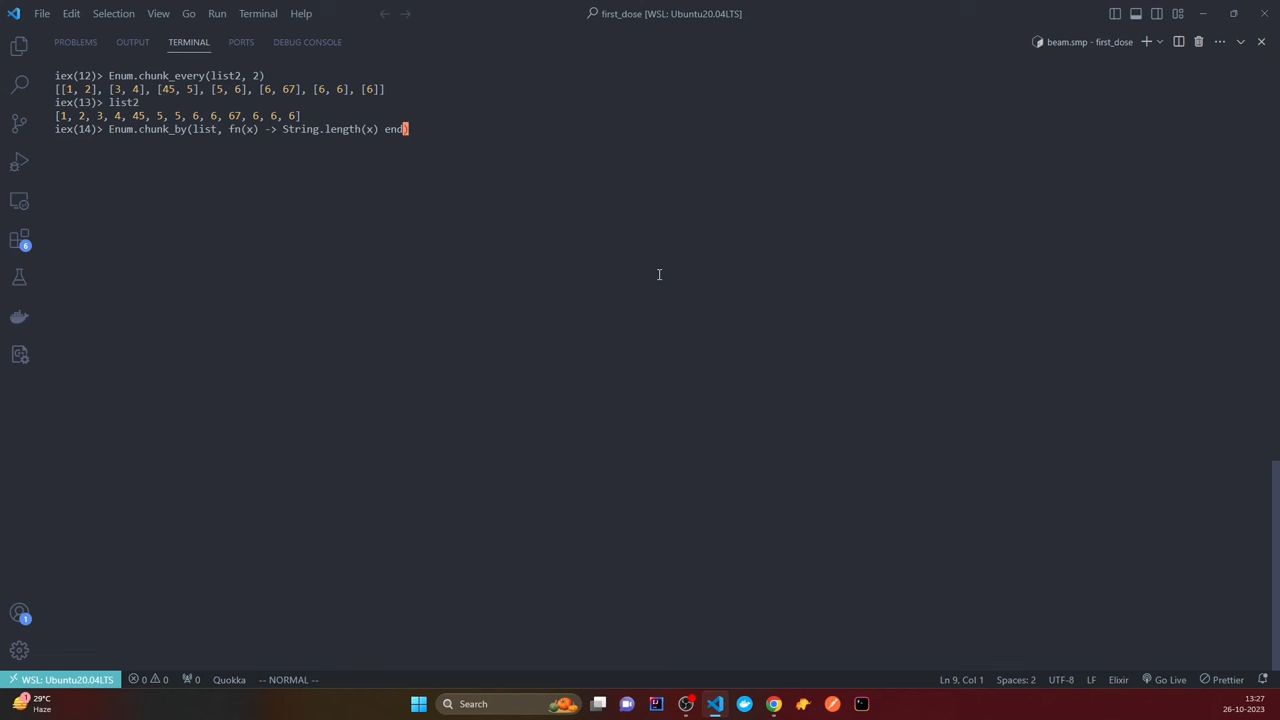 File Edit Selection View Go Run Terminal Help
first_dose [WSL: Ubuntu20.04LTS]
PROBLEMS OUTPUT TERMINAL PORTS DEBUG CONSOLE
beam.smp - first_dose
iex(12)> Enum.chunk_every(list2, 2)
[[1, 2], [3, 4], [45, 5], [5, 6], [6, 67], [6, 6], [6]]
iex(13)> list2
[1, 2, 3, 4, 45, 5, 5, 6, 6, 67, 6, 6, 6]
iex(14)> Enum.chunk_by(list, fn(x) -> String.length(x) end)
6
1
WSL: Ubuntu20.04LTS 0 0 0 Quokka -- NORMAL -- Ln 9, Col 1 Spaces: 2 UTF-8 LF Elixir Go Live Prettier
1
29°C
Haze
Search
13:27
26-10-2023